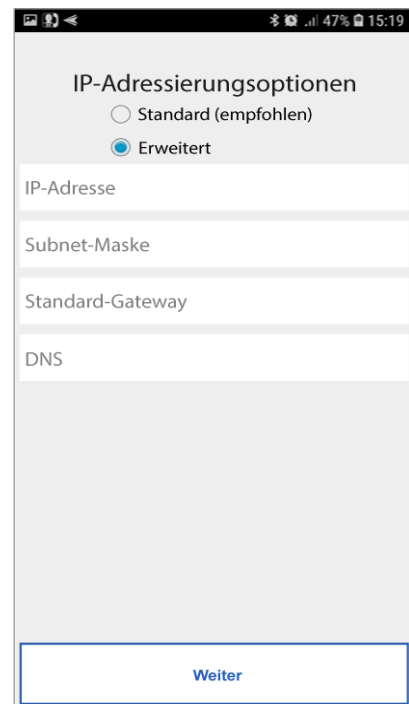 47% 15:19
IP-Adressierungsoptionen
Standard (empfohlen)
Erweitert
IP-Adresse
Subnet-Maske
Standard-Gateway
DNS
Weiter